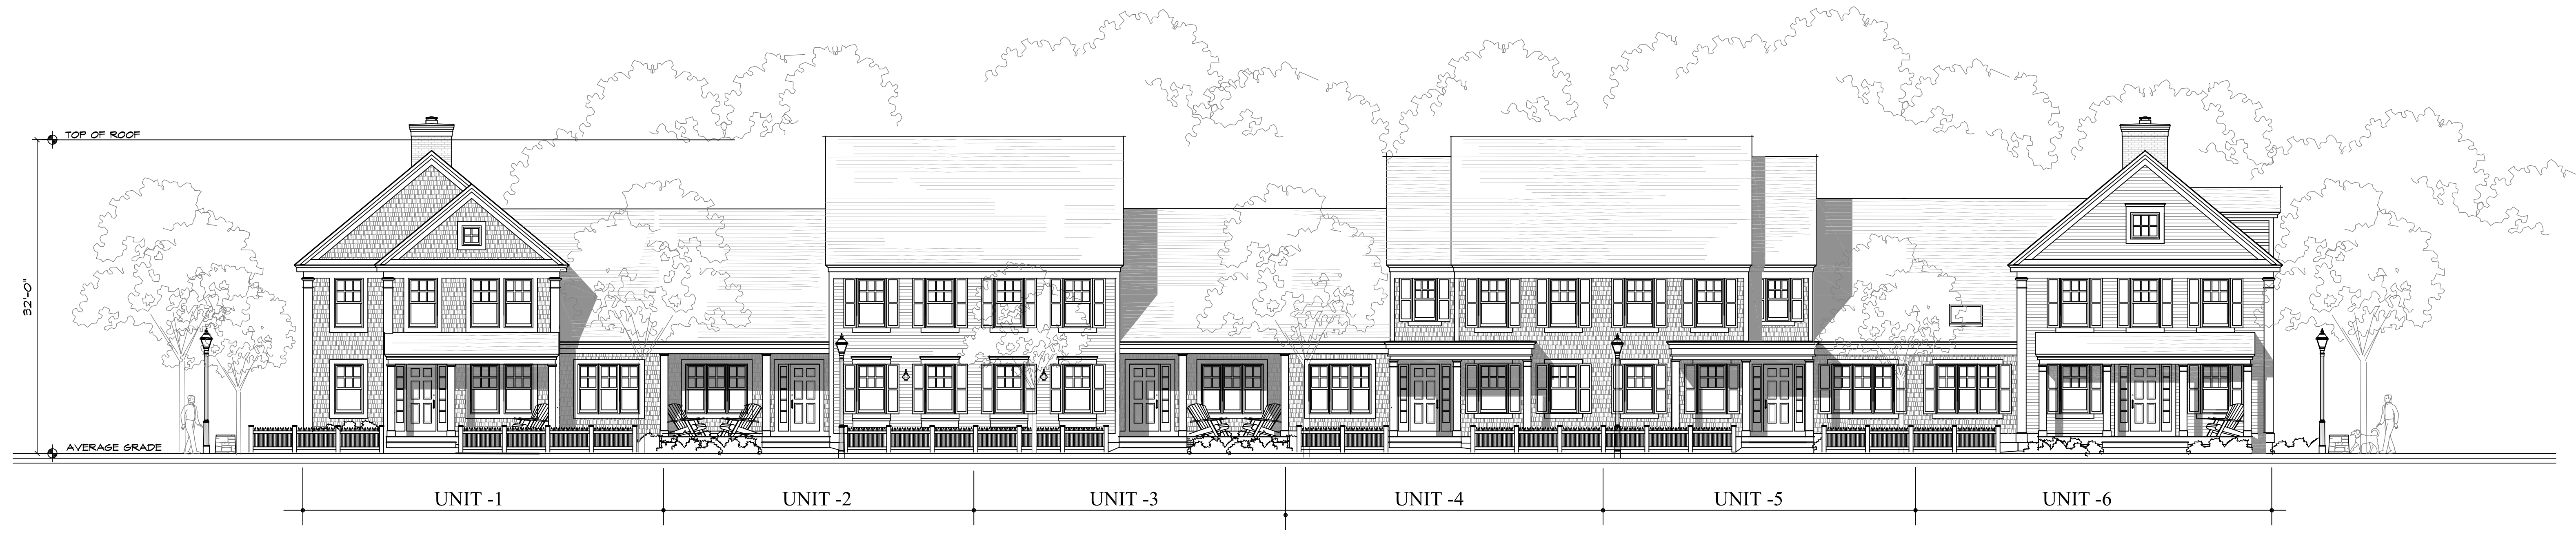 TOP OF ROOF
32'-0"
AVERAGE GRADE
UNIT -1
UNIT -2
UNIT -3
UNIT -4
UNIT -5
UNIT -6